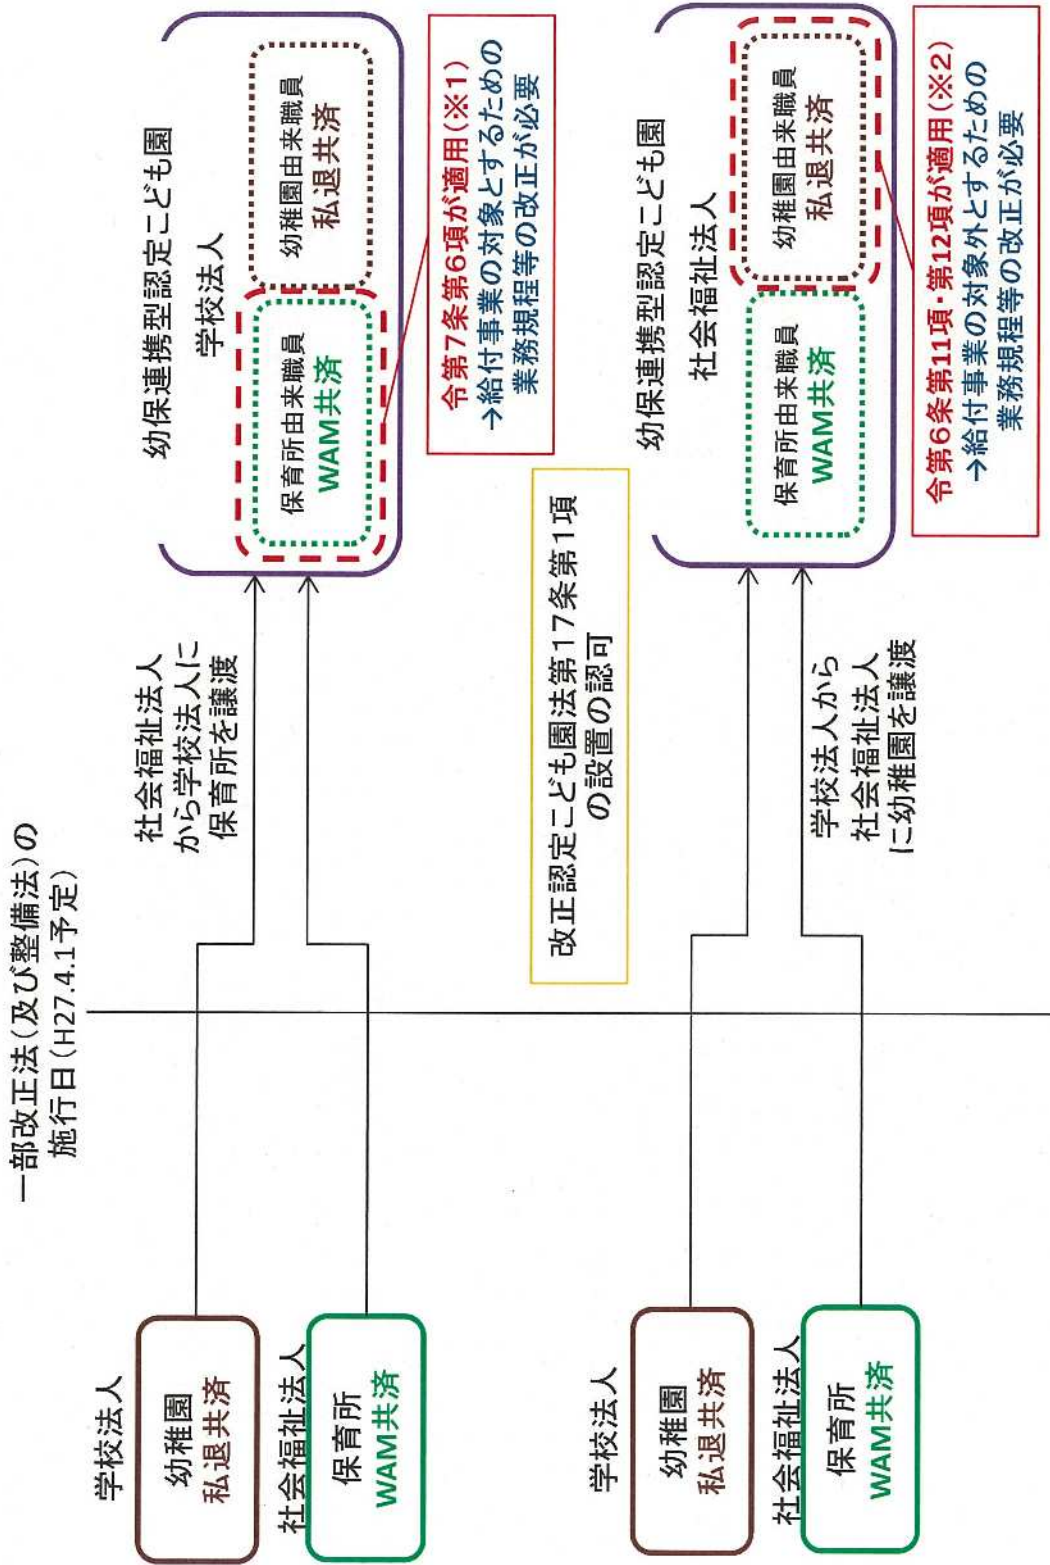 一部改正法(及び整備法)の
施行日(H27.4.1予定)
学校法人
幼稚園
私退共済
社会福祉法人
保育所
WAM共済
社会福祉法人
から学校法人に
保育所を譲渡
幼保連携型認定こども園
学校法人
保育所由来職員
WAM共済
幼稚園由来職員
私退共済
令第7条第6項が適用(※1)
→給付事業の対象とするための
業務規程等の改正が必要
改正認定こども園法第17条第1項
の設置の認可
学校法人
幼稚園
私退共済
社会福祉法人
保育所
WAM共済
学校法人から
社会福祉法人
に幼稚園を譲渡
幼保連携型認定こども園
社会福祉法人
保育所由来職員
WAM共済
幼稚園由来職員
私退共済
令第6条第11項・第12項が適用(※2)
→給付事業の対象外とするための
業務規程等の改正が必要